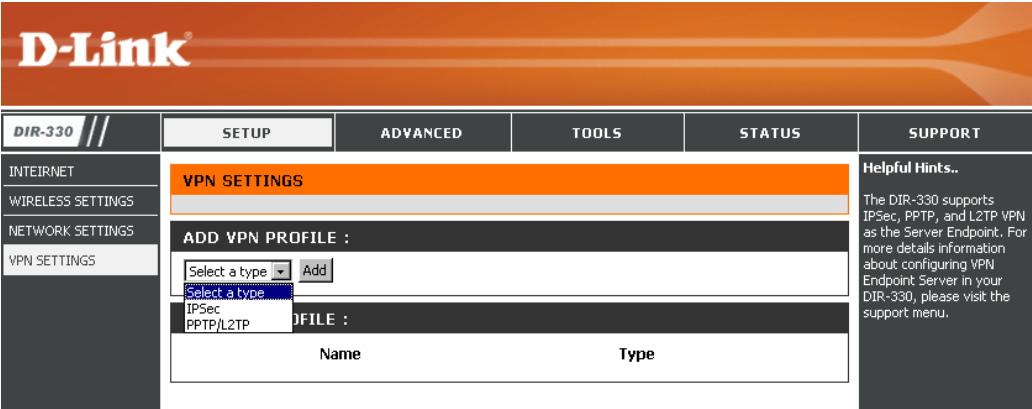 D-Link
DIR-330
SETUP
ADVANCED
TOOLS
STATUS
SUPPORT
INTEIRNET
WIRELESS SETTINGS
NETWORK SETTINGS
VPN SETTINGS
VPN SETTINGS
ADD VPN PROFILE :
Select a type
Add
Select a type
IPSec
PPTP/L2TP
OFILE :
Name
Type
Helpful Hints..
The DIR-330 supports
IPSec, PPTP, and L2TP VPN
as the Server Endpoint. For
more details information
about configuring VPN
Endpoint Server in your
DIR-330, please visit the
support menu.